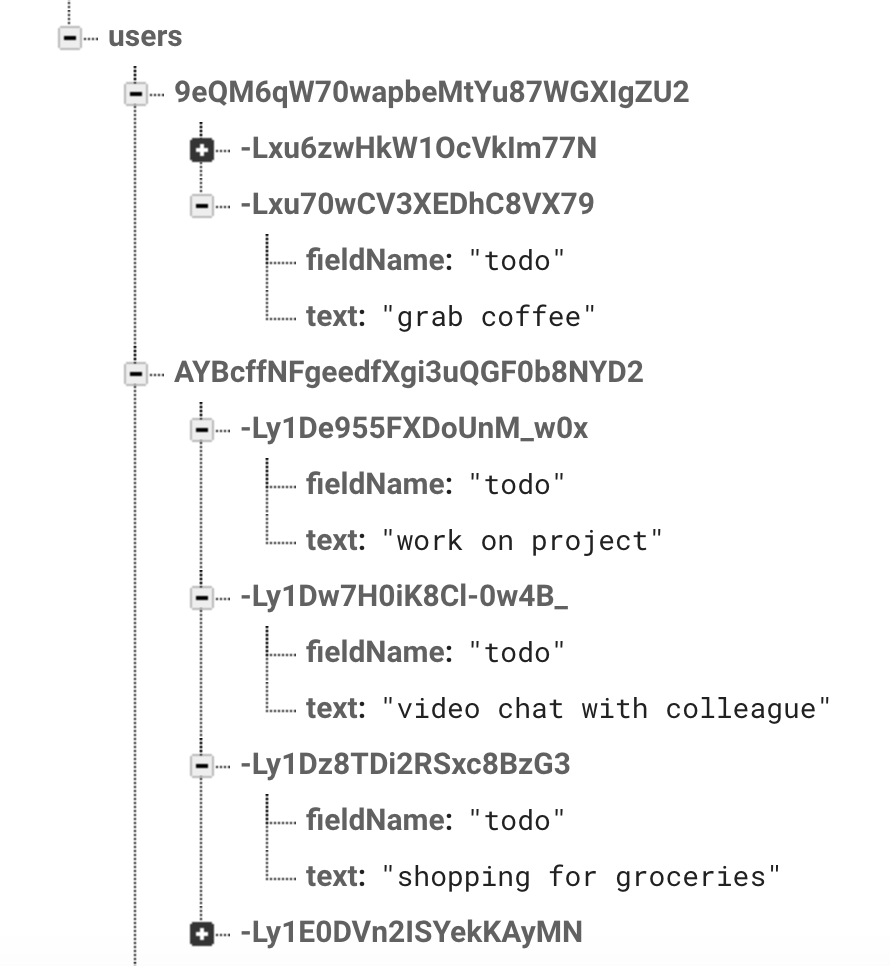 users
9eQM6qW70wapbeMtYu87WGXIgZU2
-Lxu6zwHkW1OcVkIm77N
-Lxu70wCV3XEDhC8VX79
fieldName: "todo"
text: "grab coffee"
AYBcffNFgeedfXgi3uQGF0b8NYD2
-Ly1De955FXDoUnM_w0x
fieldName: "todo"
text: "work on project"
-Ly1Dw7H0iK8Cl-0w4B_
fieldName: "todo"
text: "video chat with colleague"
-Ly1Dz8TDi2RSxc8BzG3
fieldName: "todo"
text: "shopping for groceries"
-Ly1E0DVn2ISYekKAyMN